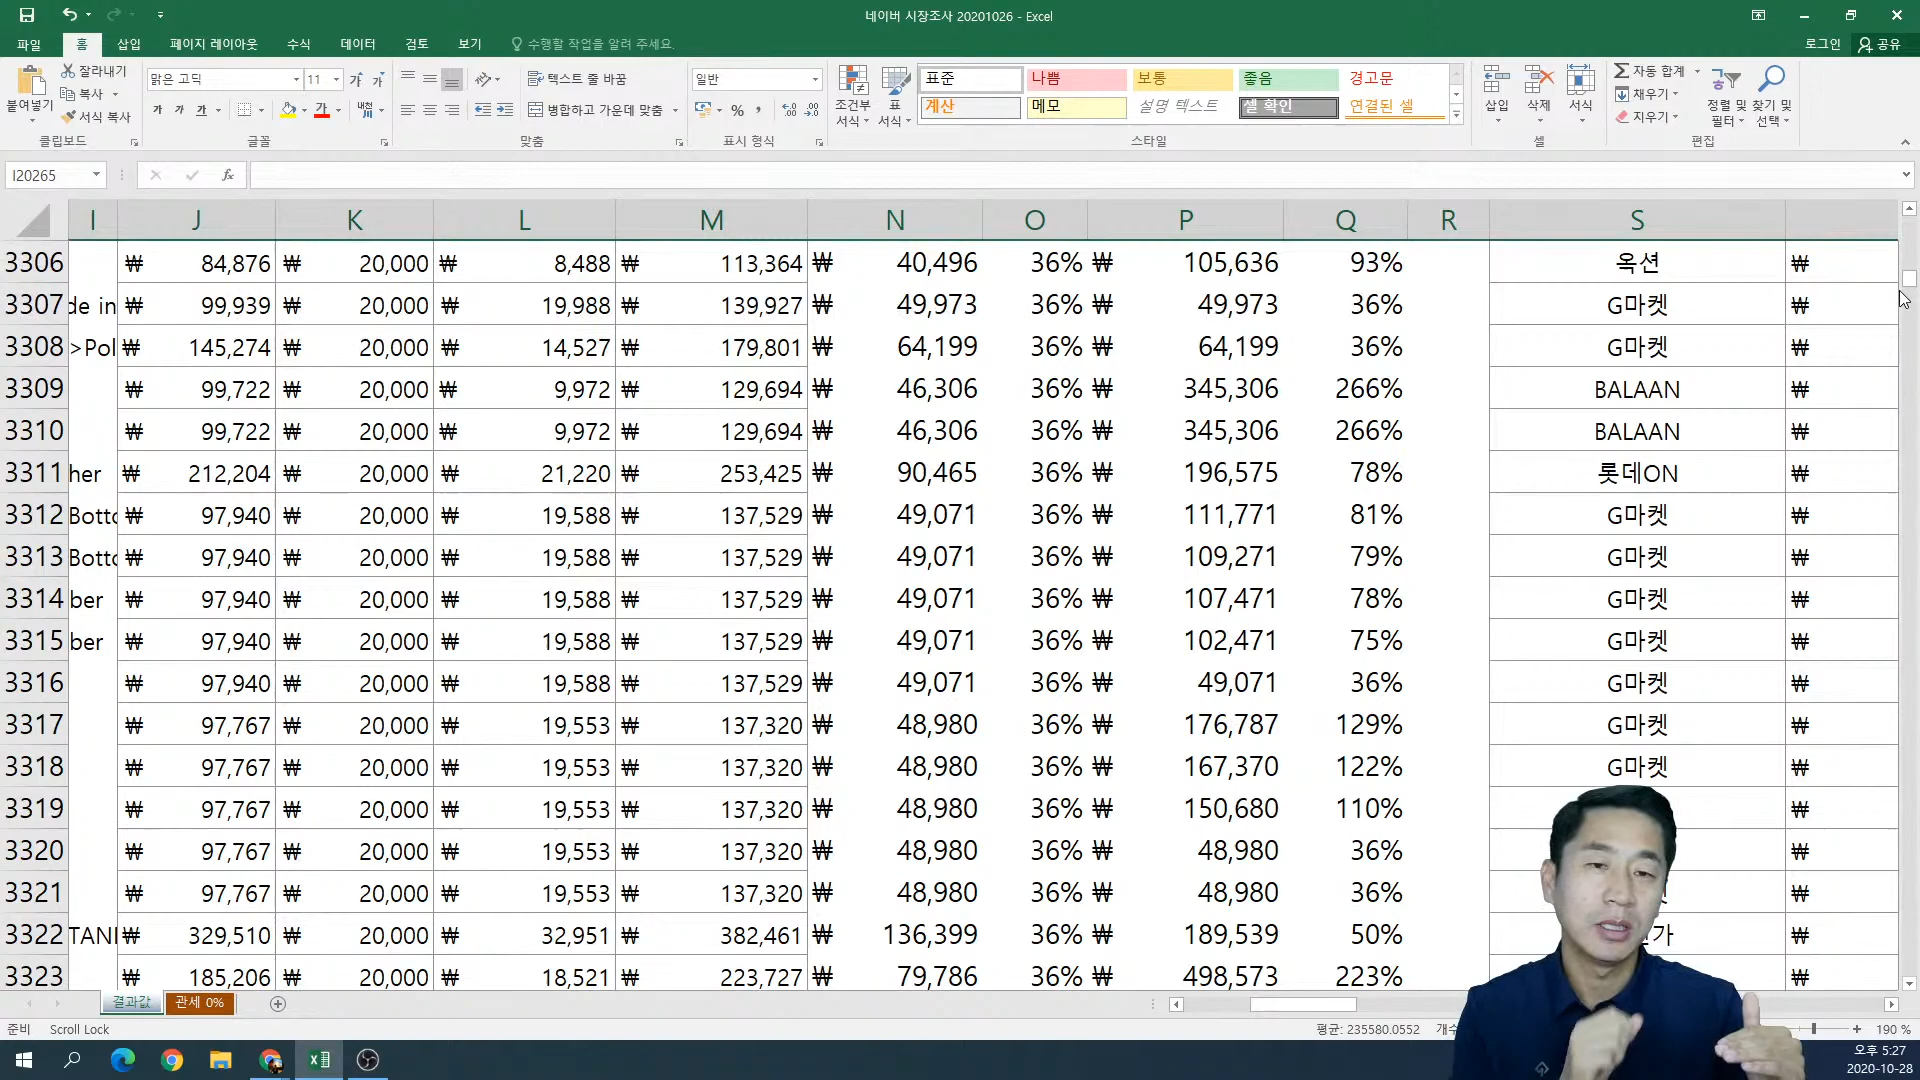 네이버 시장조사 20201026 - Excel
파일 홈 삽입 페이지 레이아웃 수식 데이터 검토 보기 수행할 작업을 알려 주세요. 로그인 공유
붙여넣기 잘라내기 복사 서식 복사 클립보드
맑은 고딕 11 가 가 가 가 가 가 내천 글꼴
텍스트 줄 바꿈 병합하고 가운데 맞춤 맞춤
일반 % , 표시 형식
조건부 서식 표 서식 표준 나쁨 보통 좋음 경고문
계산 메모 설명 텍스트 셀 확인 연결된 셀 스타일
삽입 삭제 서식 셀
자동 합계 채우기 지우기 정렬 및 필터 찾기 및 선택 편집
I20265 fx
I J K L M N O P Q R S
3306 ₩ 84,876 ₩ 20,000 ₩ 8,488 ₩ 113,364 ₩ 40,496 36% ₩ 105,636 93% 옥션 ₩
3307 de in ₩ 99,939 ₩ 20,000 ₩ 19,988 ₩ 139,927 ₩ 49,973 36% ₩ 49,973 36% G마켓 ₩
3308 >Pol ₩ 145,274 ₩ 20,000 ₩ 14,527 ₩ 179,801 ₩ 64,199 36% ₩ 64,199 36% G마켓 ₩
3309 ₩ 99,722 ₩ 20,000 ₩ 9,972 ₩ 129,694 ₩ 46,306 36% ₩ 345,306 266% BALAAN ₩
3310 ₩ 99,722 ₩ 20,000 ₩ 9,972 ₩ 129,694 ₩ 46,306 36% ₩ 345,306 266% BALAAN ₩
3311 her ₩ 212,204 ₩ 20,000 ₩ 21,220 ₩ 253,425 ₩ 90,465 36% ₩ 196,575 78% 롯데ON ₩
3312 Botto ₩ 97,940 ₩ 20,000 ₩ 19,588 ₩ 137,529 ₩ 49,071 36% ₩ 111,771 81% G마켓 ₩
3313 Botto ₩ 97,940 ₩ 20,000 ₩ 19,588 ₩ 137,529 ₩ 49,071 36% ₩ 109,271 79% G마켓 ₩
3314 ber ₩ 97,940 ₩ 20,000 ₩ 19,588 ₩ 137,529 ₩ 49,071 36% ₩ 107,471 78% G마켓 ₩
3315 ber ₩ 97,940 ₩ 20,000 ₩ 19,588 ₩ 137,529 ₩ 49,071 36% ₩ 102,471 75% G마켓 ₩
3316 ₩ 97,940 ₩ 20,000 ₩ 19,588 ₩ 137,529 ₩ 49,071 36% ₩ 49,071 36% G마켓 ₩
3317 ₩ 97,767 ₩ 20,000 ₩ 19,553 ₩ 137,320 ₩ 48,980 36% ₩ 176,787 129% G마켓 ₩
3318 ₩ 97,767 ₩ 20,000 ₩ 19,553 ₩ 137,320 ₩ 48,980 36% ₩ 167,370 122% G마켓 ₩
3319 ₩ 97,767 ₩ 20,000 ₩ 19,553 ₩ 137,320 ₩ 48,980 36% ₩ 150,680 110% ₩
3320 ₩ 97,767 ₩ 20,000 ₩ 19,553 ₩ 137,320 ₩ 48,980 36% ₩ 48,980 36% ₩
3321 ₩ 97,767 ₩ 20,000 ₩ 19,553 ₩ 137,320 ₩ 48,980 36% ₩ 48,980 36% ₩
3322 TANI ₩ 329,510 ₩ 20,000 ₩ 32,951 ₩ 382,461 ₩ 136,399 36% ₩ 189,539 50% 가 ₩
3323 ₩ 185,206 ₩ 20,000 ₩ 18,521 ₩ 223,727 ₩ 79,786 36% ₩ 498,573 223% ₩
결과값 관세 0%
준비 Scroll Lock 평균: 235580.0552 개수 190 %
오후 5:27
2020-10-28